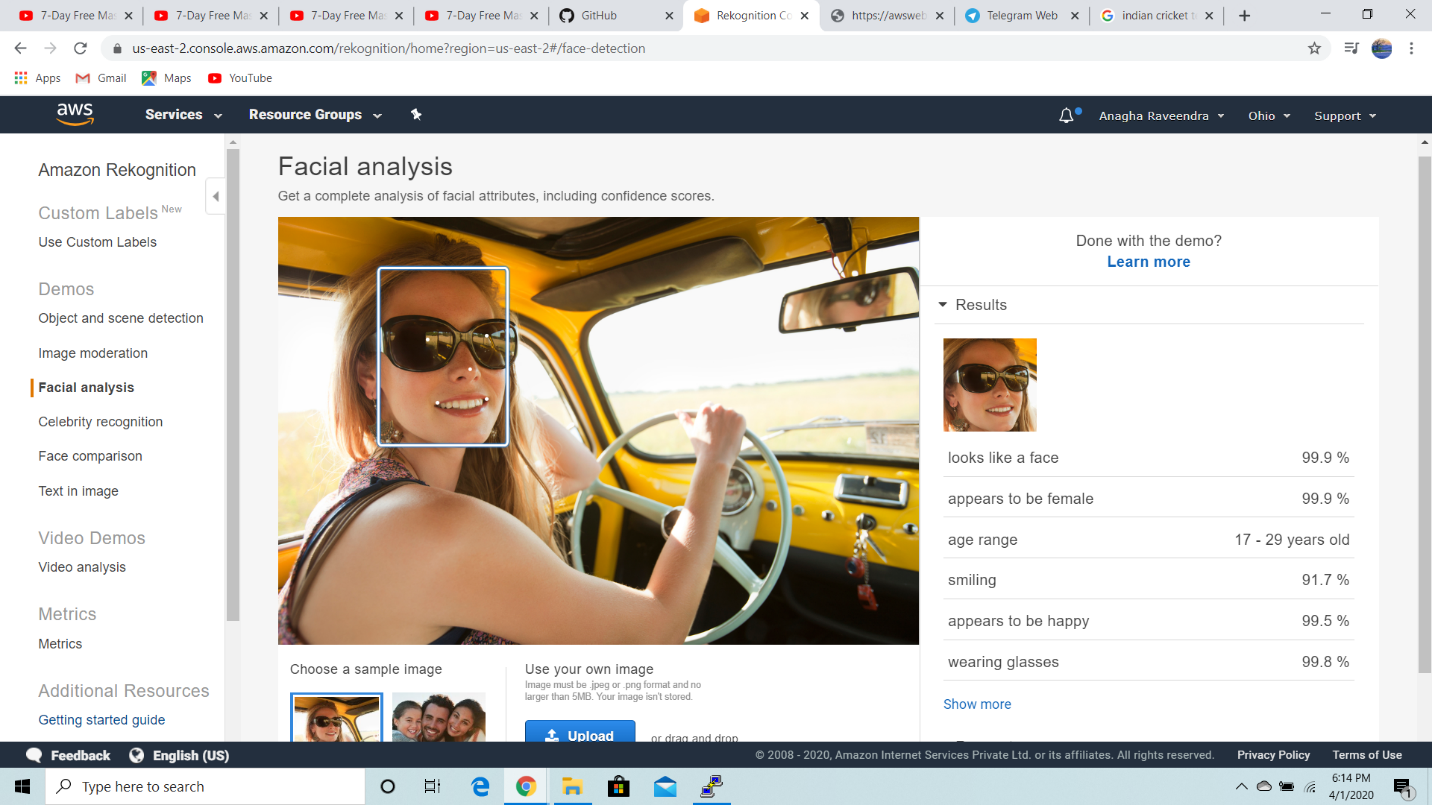 7-Day Free Ma
7-Day Free Mas
7-Day Free Mas
7-Day Free Mas
GitHub
Rekognition Co
https://awsweb
Telegram Web
indian cricket t
us-east-2.console.aws.amazon.com/rekognition/home?region=us-east-2#/face-detection
Apps
Gmail
Maps
YouTube
aws
Services
Resource Groups
Anagha Raveendra
Ohio
Support
Amazon Rekognition
Custom Labels New
Use Custom Labels
Demos
Object and scene detection
Image moderation
Facial analysis
Celebrity recognition
Face comparison
Text in image
Video Demos
Video analysis
Metrics
Metrics
Additional Resources
Getting started guide
Facial analysis
Get a complete analysis of facial attributes, including confidence scores.
Choose a sample image
Use your own image
Image must be .jpeg or .png format and no
larger than 5MB. Your image isn't stored.
Upload
or drag and drop
Done with the demo?
Learn more
Results
looks like a face 99.9 %
appears to be female 99.9 %
age range 17 - 29 years old
smiling 91.7 %
appears to be happy 99.5 %
wearing glasses 99.8 %
Show more
Feedback
English (US)
© 2008 - 2020, Amazon Internet Services Private Ltd. or its affiliates. All rights reserved.
Privacy Policy
Terms of Use
Type here to search
6:14 PM
4/1/2020
1